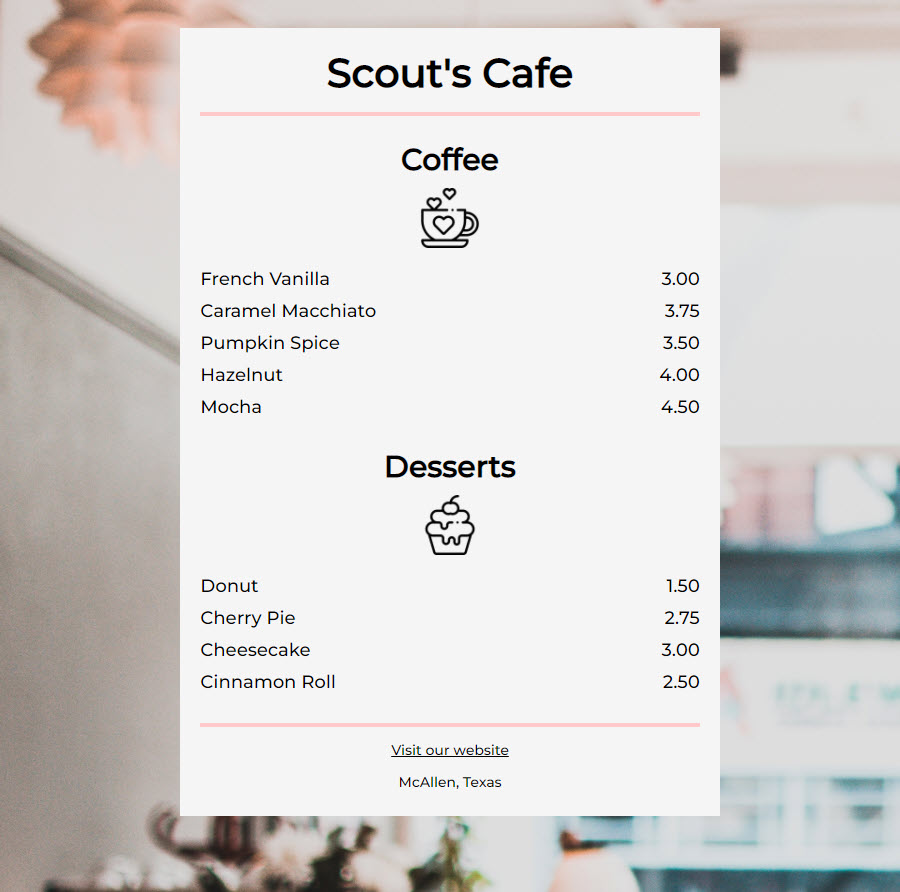 Scout's Cafe
Coffee
French Vanilla 3.00
Caramel Macchiato 3.75
Pumpkin Spice 3.50
Hazelnut 4.00
Mocha 4.50
Desserts
Donut 1.50
Cherry Pie 2.75
Cheesecake 3.00
Cinnamon Roll 2.50
Visit our website
McAllen, Texas